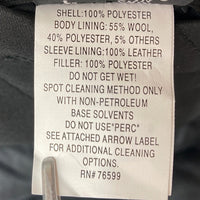 SHELL:100% POLYESTER
BODY LINING: 55% WOOL,
40% POLYESTER, 5% OTHERS
SLEEVE LINING: 100% LEATHER
FILLER: 100% POLYESTER
DO NOT GET WET!
SPOT CLEANING METHOD ONLY
WITH NON-PETROLEUM
BASE SOLVENTS
DO NOT USE"PERC"
SEE ATTACHED ARROW LABEL
FOR ADDITIONAL CLEANING
OPTIONS.
RN# 76599